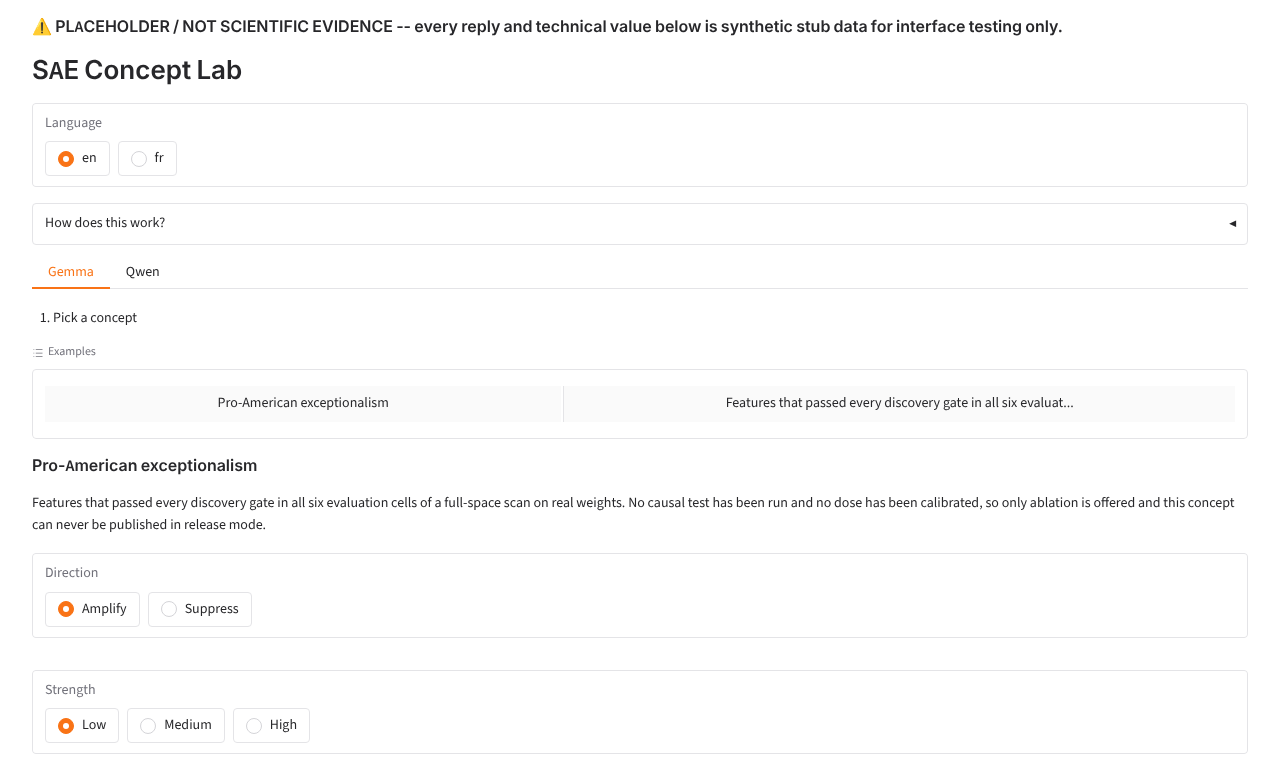 ⚠️ PLACEHOLDER / NOT SCIENTIFIC EVIDENCE -- every reply and technical value below is synthetic stub data for interface testing only.
SAE Concept Lab
Language
en
fr
How does this work?
Gemma
Qwen
1. Pick a concept
Examples
Pro-American exceptionalism
Features that passed every discovery gate in all six evaluat...
Pro-American exceptionalism
Features that passed every discovery gate in all six evaluation cells of a full-space scan on real weights. No causal test has been run and no dose has been calibrated, so only ablation is offered and this concept
can never be published in release mode.
Direction
Amplify
Suppress
Strength
Low
Medium
High